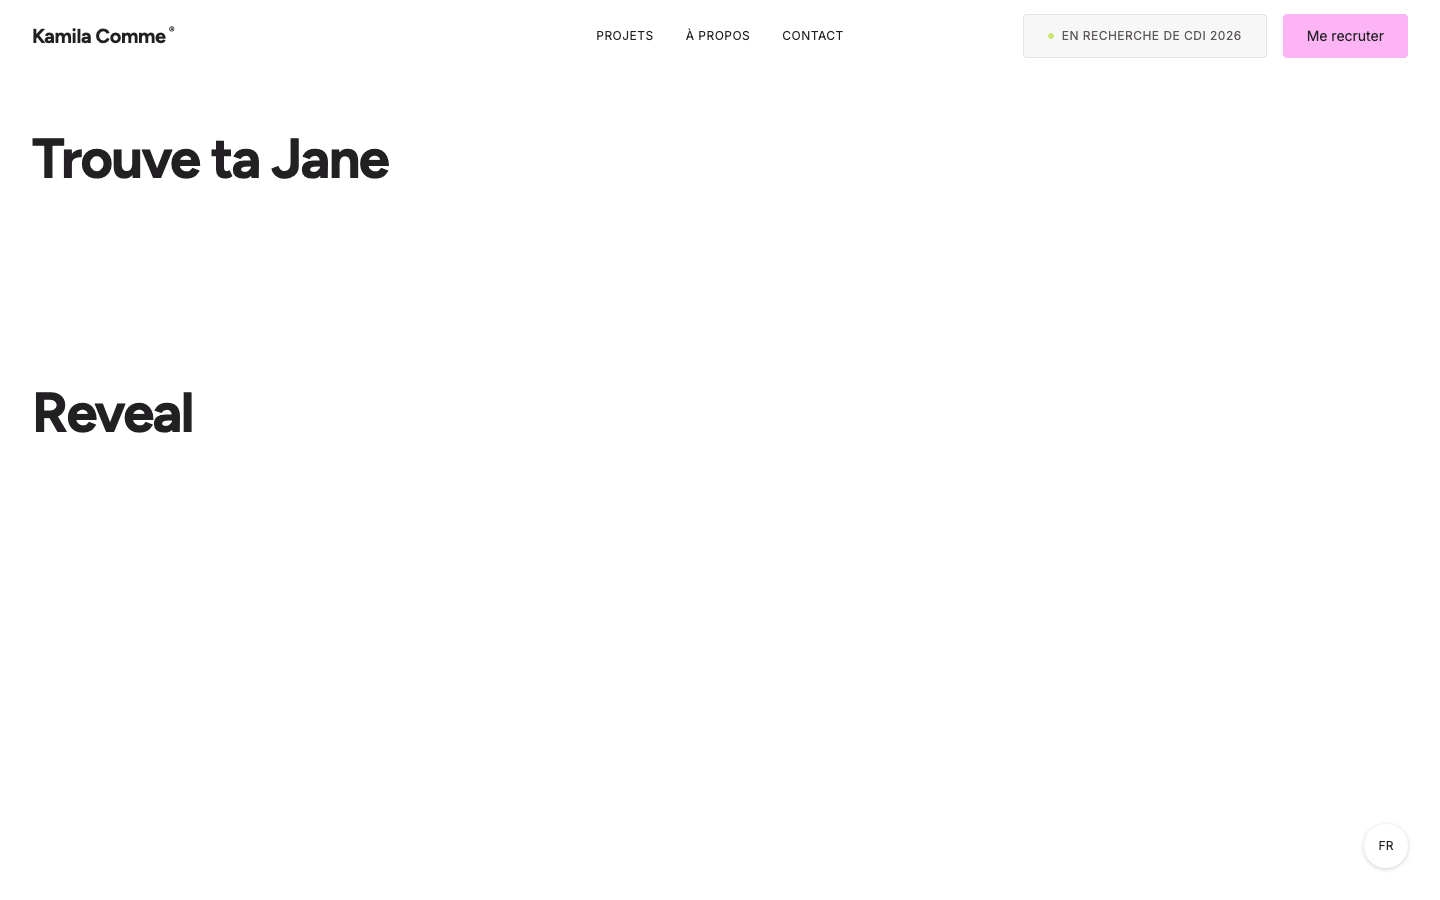 Kamila Comme ®
PROJETS
À PROPOS
CONTACT
EN RECHERCHE DE CDI 2026
Me recruter
Trouve ta Jane
Reveal
FR